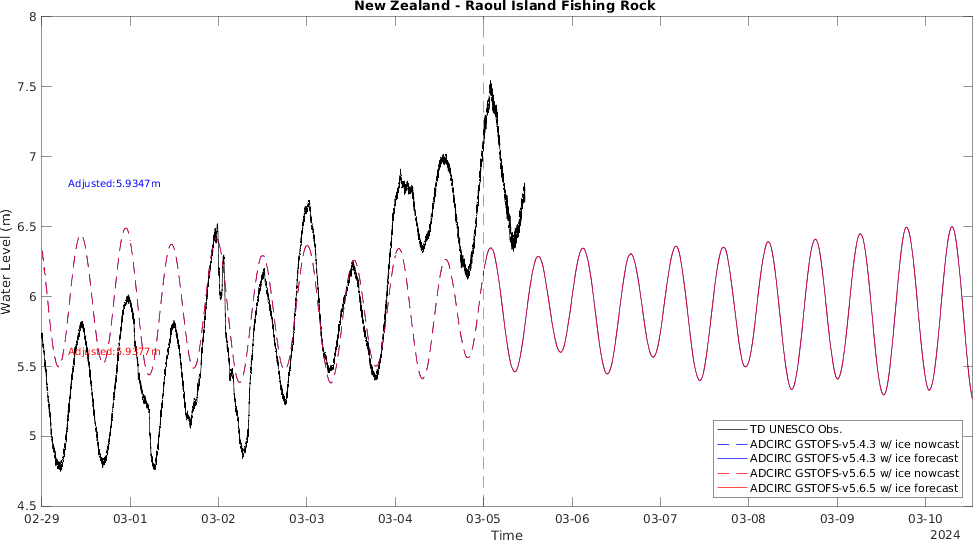 New Zealand - Raoul Island Fishing Rock
8
7.5
7
6.5
6
5.5
5
4.5
Water Level (m)
Adjusted:5.9347m
Adjusted:5.9377m
TD UNESCO Obs.
ADCIRC GSTOFS-v5.4.3 w/ ice nowcast
ADCIRC GSTOFS-v5.4.3 w/ ice forecast
ADCIRC GSTOFS-v5.6.5 w/ ice nowcast
ADCIRC GSTOFS-v5.6.5 w/ ice forecast
02-29 03-01 03-02 03-03 03-04 03-05 03-06 03-07 03-08 03-09 03-10
Time
2024